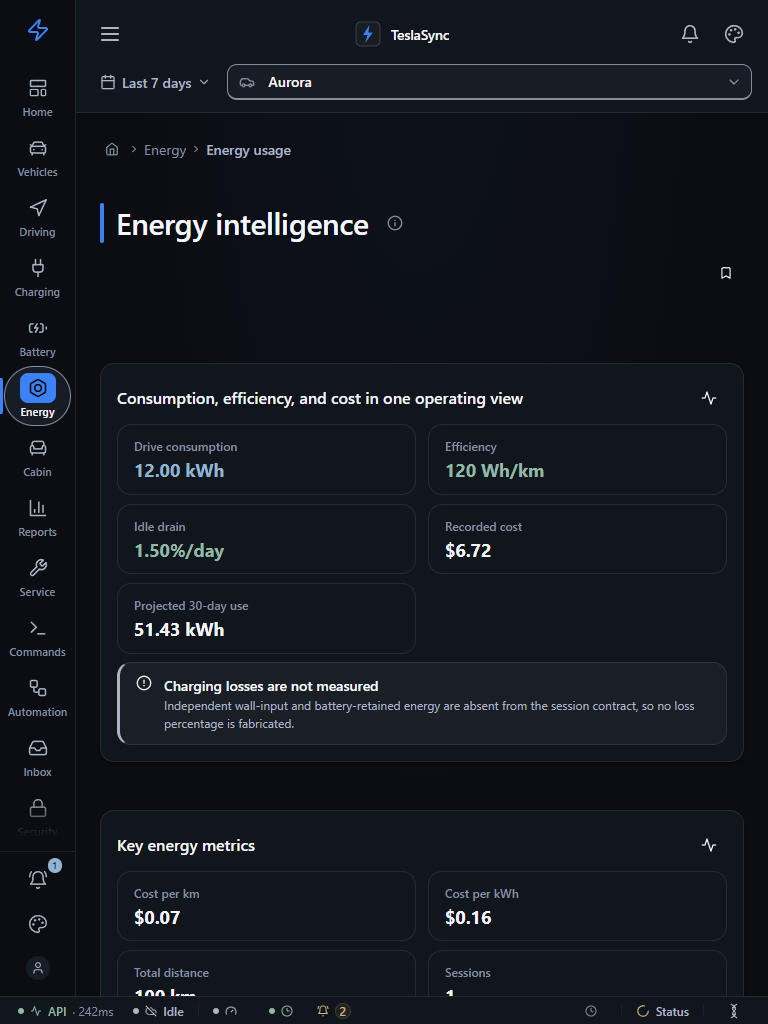 TeslaSync
Last 7 days
Aurora
Home
Vehicles
Driving
Charging
Battery
Energy
Cabin
Reports
Service
Commands
Automation
Inbox
Security
1
Energy
Energy usage
Energy intelligence
Consumption, efficiency, and cost in one operating view
Drive consumption
12.00 kWh
Efficiency
120 Wh/km
Idle drain
1.50%/day
Recorded cost
$6.72
Projected 30-day use
51.43 kWh
Charging losses are not measured
Independent wall-input and battery-retained energy are absent from the session contract, so no loss
percentage is fabricated.
Key energy metrics
Cost per km
$0.07
Cost per kWh
$0.16
Total distance
100 km
Sessions
1
API · 242ms
Idle
2
Status